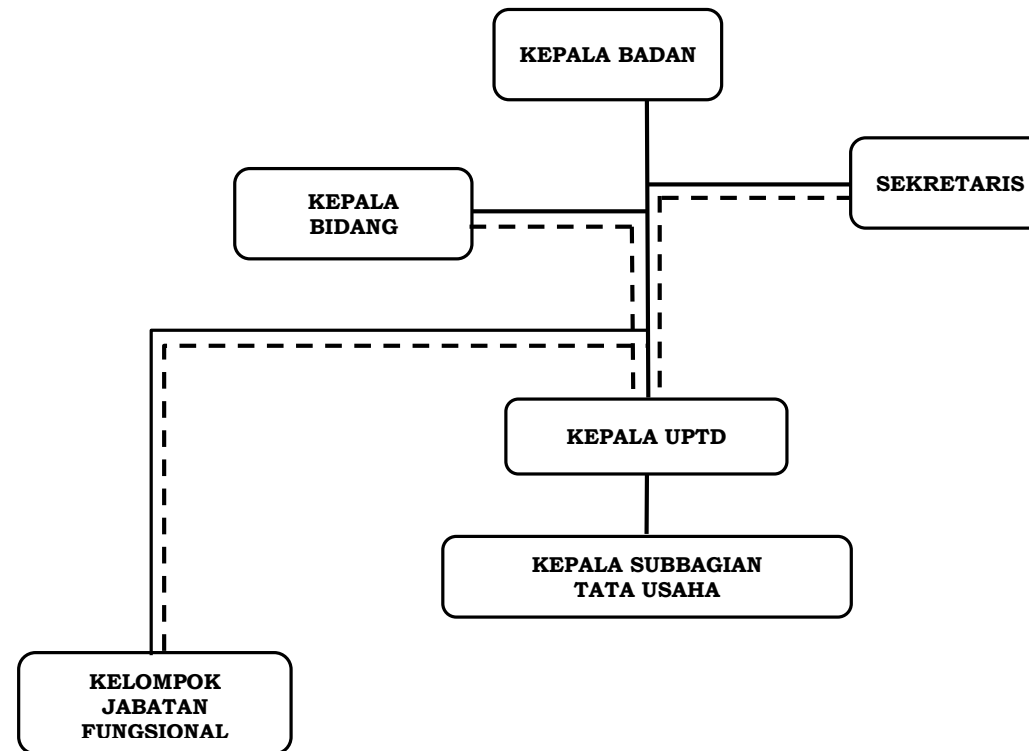 KEPALA BADAN
SEKRETARIS
KEPALA
BIDANG
KEPALA UPTD
KEPALA SUBBAGIAN
TATA USAHA
KELOMPOK
JABATAN
FUNGSIONAL